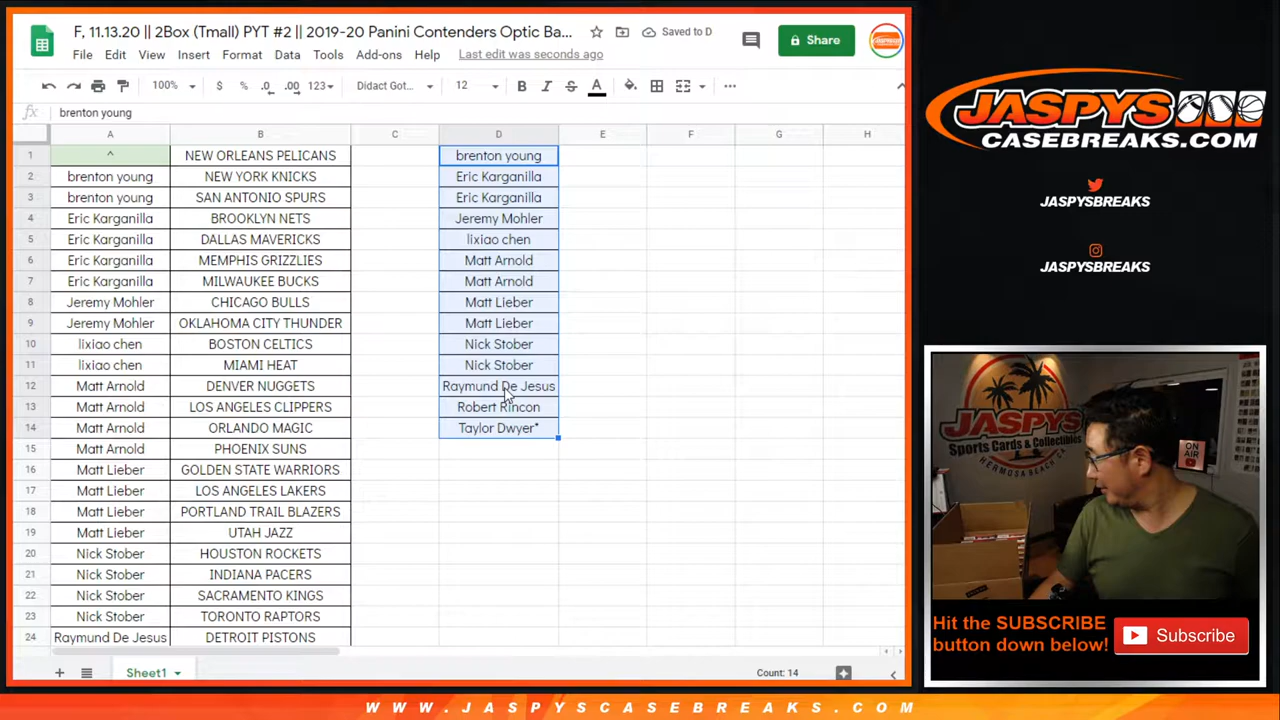 F, 11.13.20 || 2Box (Tmall) PYT #2 || 2019-20 Panini Contenders Optic Ba...
Saved to D
Share
File Edit View Insert Format Data Tools Add-ons Help Last edit was seconds ago
100% $ % .0 .00 123 Didact Got... 12 B I S A
fx brenton young
A B C D E F G H
1 ^ NEW ORLEANS PELICANS brenton young
2 brenton young NEW YORK KNICKS Eric Karganilla
3 brenton young SAN ANTONIO SPURS Eric Karganilla
4 Eric Karganilla BROOKLYN NETS Jeremy Mohler
5 Eric Karganilla DALLAS MAVERICKS lixiao chen
6 Eric Karganilla MEMPHIS GRIZZLIES Matt Arnold
7 Eric Karganilla MILWAUKEE BUCKS Matt Arnold
8 Jeremy Mohler CHICAGO BULLS Matt Lieber
9 Jeremy Mohler OKLAHOMA CITY THUNDER Matt Lieber
10 lixiao chen BOSTON CELTICS Nick Stober
11 lixiao chen MIAMI HEAT Nick Stober
12 Matt Arnold DENVER NUGGETS Raymund De Jesus
13 Matt Arnold LOS ANGELES CLIPPERS Robert Rincon
14 Matt Arnold ORLANDO MAGIC Taylor Dwyer*
15 Matt Arnold PHOENIX SUNS
16 Matt Lieber GOLDEN STATE WARRIORS
17 Matt Lieber LOS ANGELES LAKERS
18 Matt Lieber PORTLAND TRAIL BLAZERS
19 Matt Lieber UTAH JAZZ
20 Nick Stober HOUSTON ROCKETS
21 Nick Stober INDIANA PACERS
22 Nick Stober SACRAMENTO KINGS
23 Nick Stober TORONTO RAPTORS
24 Raymund De Jesus DETROIT PISTONS
Sheet1
Count: 14
JASPYS
CASEBREAKS.COM
JASPYSBREAKS
JASPYSBREAKS
JASPYS
Sports Cards & Collectibles
HERMOSA BEACH CA
ON
AIR
Hit the SUBSCRIBE
button down below!
Subscribe
WWW.JASPYSCASEBREAKS.COM